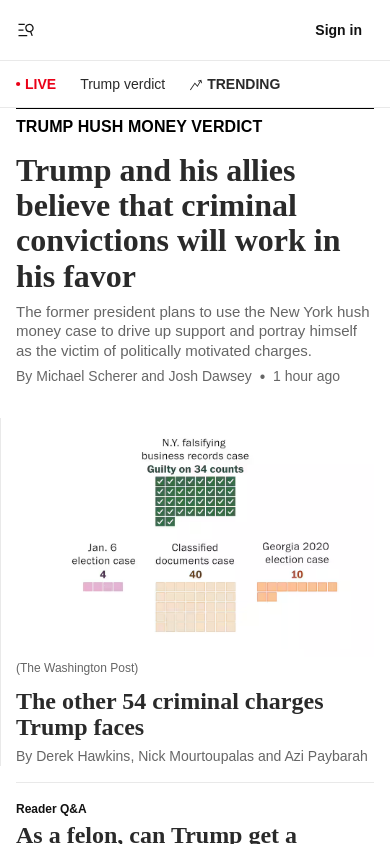 Sign in
LIVE
Trump verdict
TRENDING
TRUMP HUSH MONEY VERDICT
Trump and his allies
believe that criminal
convictions will work in
his favor
The former president plans to use the New York hush
money case to drive up support and portray himself
as the victim of politically motivated charges.
By Michael Scherer and Josh Dawsey • 1 hour ago
N.Y. falsifying
business records case
Guilty on 34 counts
Jan. 6
election case
4
Classified
documents case
40
Georgia 2020
election case
10
(The Washington Post)
The other 54 criminal charges
Trump faces
By Derek Hawkins, Nick Mourtoupalas and Azi Paybarah
Reader Q&A
As a felon, can Trump get a